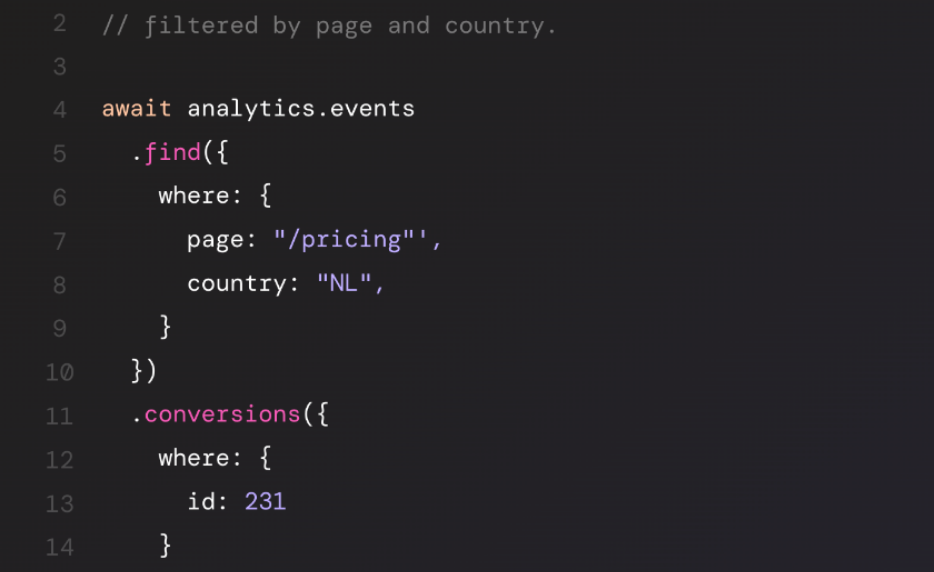 2 // filtered by page and country.
3
4 await analytics.events
5   .find({
6     where: {
7       page: "/pricing"',
8       country: "NL",
9     }
10   })
11   .conversions({
12     where: {
13       id: 231
14     }